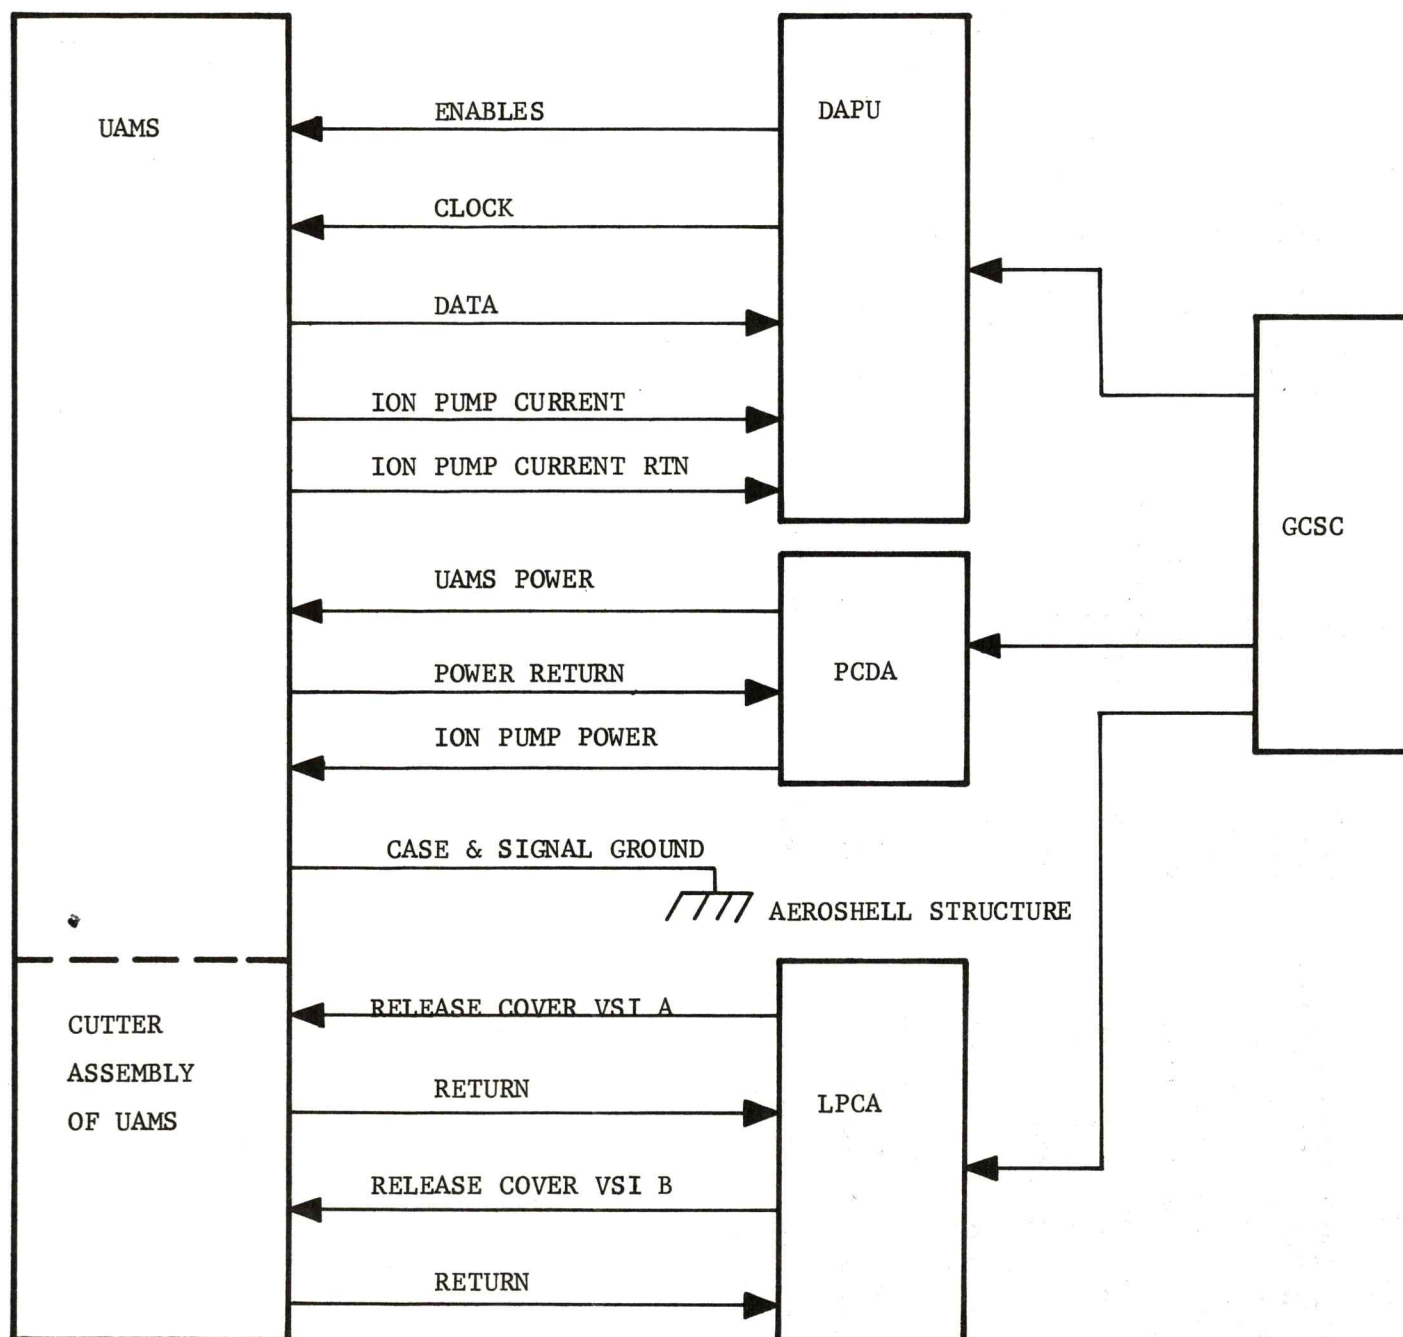 UAMS
ENABLES
DAPU
CLOCK
DATA
ION PUMP CURRENT
ION PUMP CURRENT RTN
GCSC
UAMS POWER
POWER RETURN
PCDA
ION PUMP POWER
CASE & SIGNAL GROUND
AEROSHELL STRUCTURE
RELEASE COVER VSI A
CUTTER
ASSEMBLY
OF UAMS
RETURN
LPCA
RELEASE COVER VSI B
RETURN